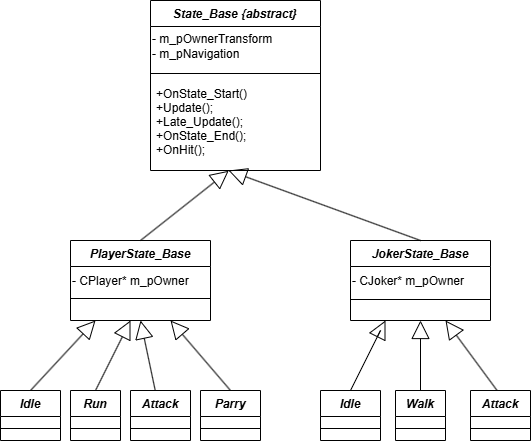 State_Base {abstract}
- m_pOwnerTransform
- m_pNavigation
+OnState_Start()
+Update();
+Late_Update();
+OnState_End();
+OnHit();
PlayerState_Base
- CPlayer* m_pOwner
JokerState_Base
- CJoker* m_pOwner
Idle
Run
Attack
Parry
Idle
Walk
Attack